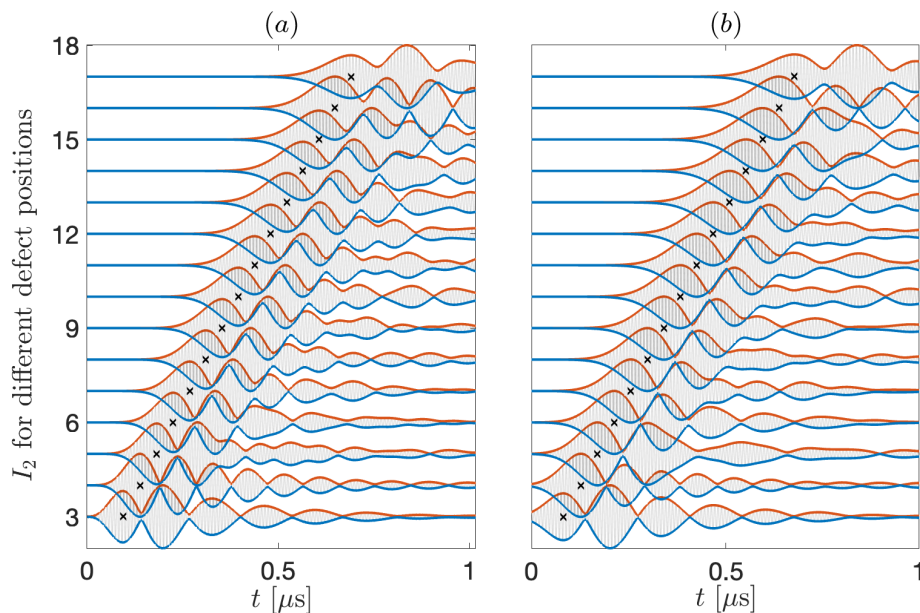 (a) (b)
I₂ for different defect positions
18
15
12
9
6
3
0 0.5 1 0 0.5 1
t [μs] t [μs]